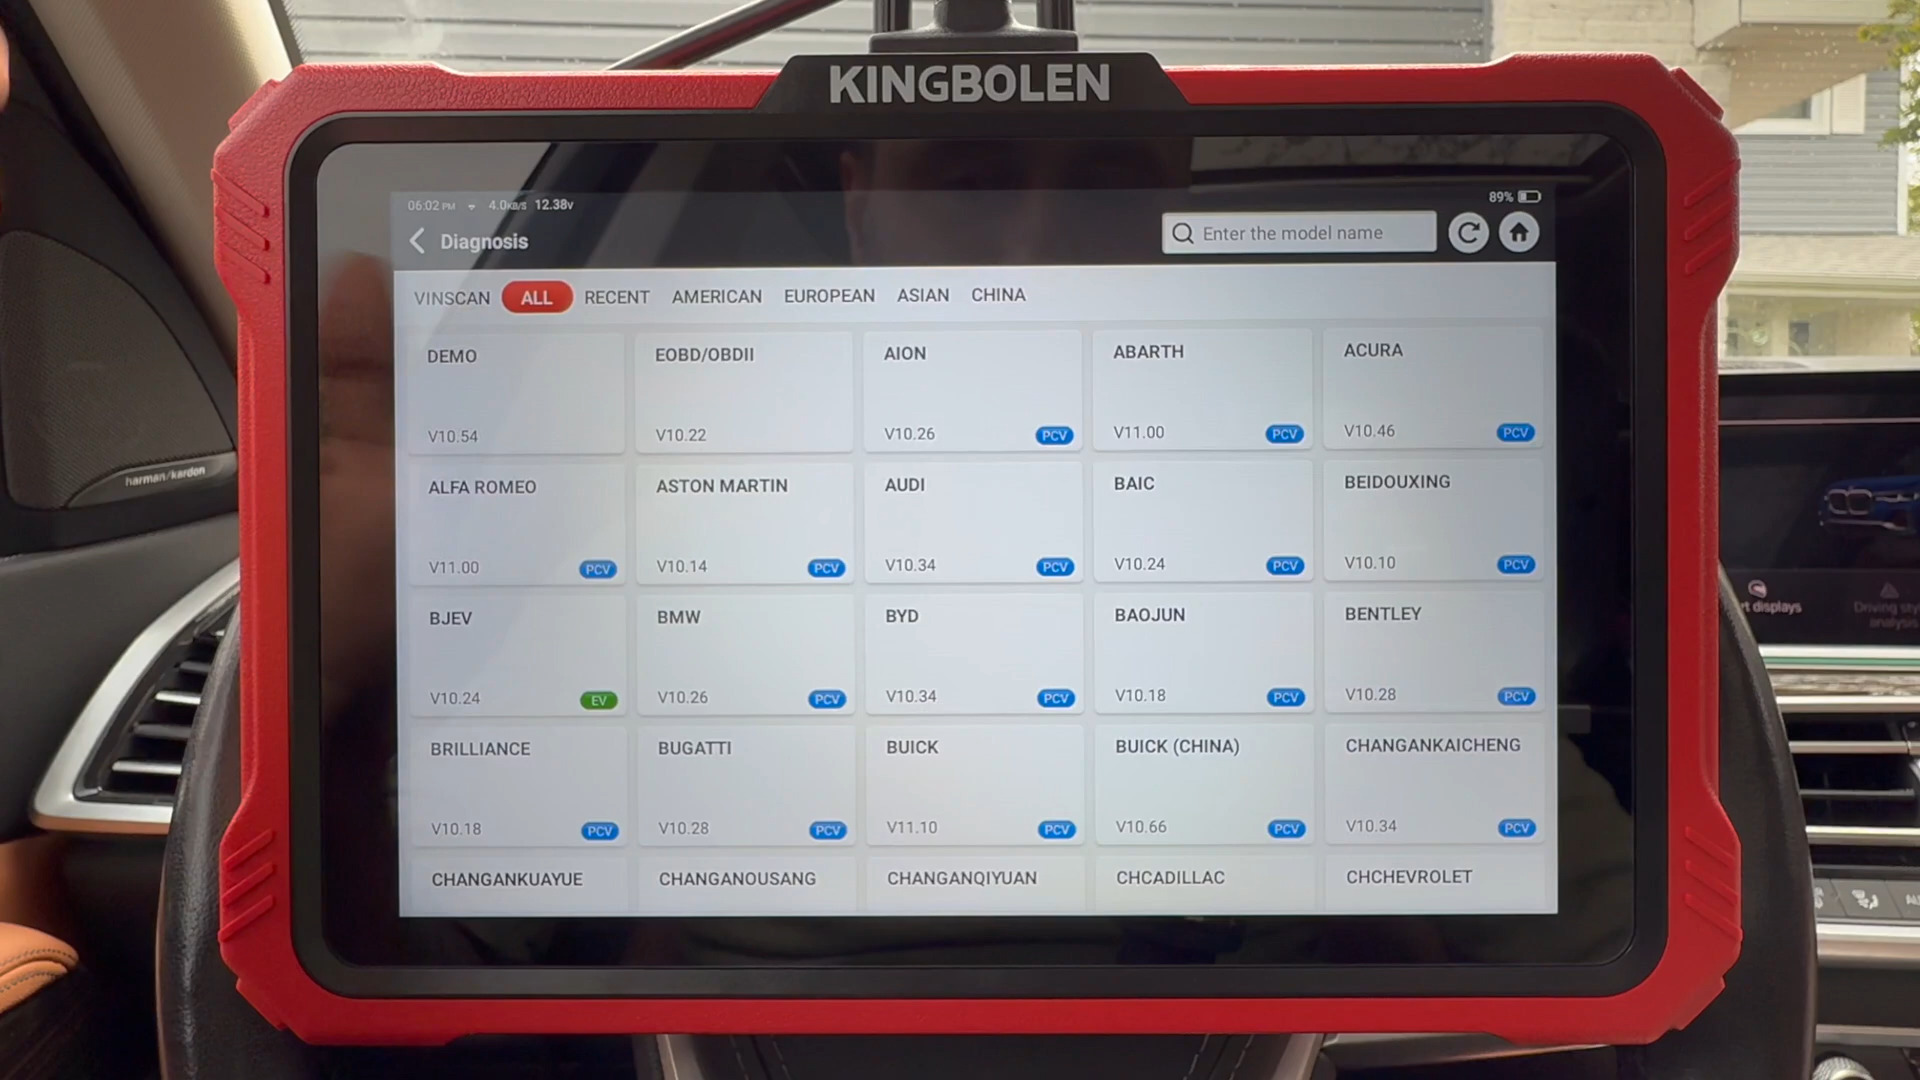 KINGBOLEN
06:02 PM 4.0KB/S 12.38v 89%
Diagnosis
Enter the model name
VINSCAN ALL RECENT AMERICAN EUROPEAN ASIAN CHINA
DEMO EOBD/OBDII AION ABARTH ACURA
V10.54 V10.22 V10.26 PCV V11.00 PCV V10.46 PCV
ALFA ROMEO ASTON MARTIN AUDI BAIC BEIDOUXING
V11.00 PCV V10.14 PCV V10.34 PCV V10.24 PCV V10.10 PCV
BJEV BMW BYD BAOJUN BENTLEY
V10.24 EV V10.26 PCV V10.34 PCV V10.18 PCV V10.28 PCV
BRILLIANCE BUGATTI BUICK BUICK (CHINA) CHANGANKAICHENG
V10.18 PCV V10.28 PCV V11.10 PCV V10.66 PCV V10.34 PCV
CHANGANKUAYUE CHANGANOUSANG CHANGANQIYUAN CHCADILLAC CHCHEVROLET
harman/kardon
displays
Driving
analysis